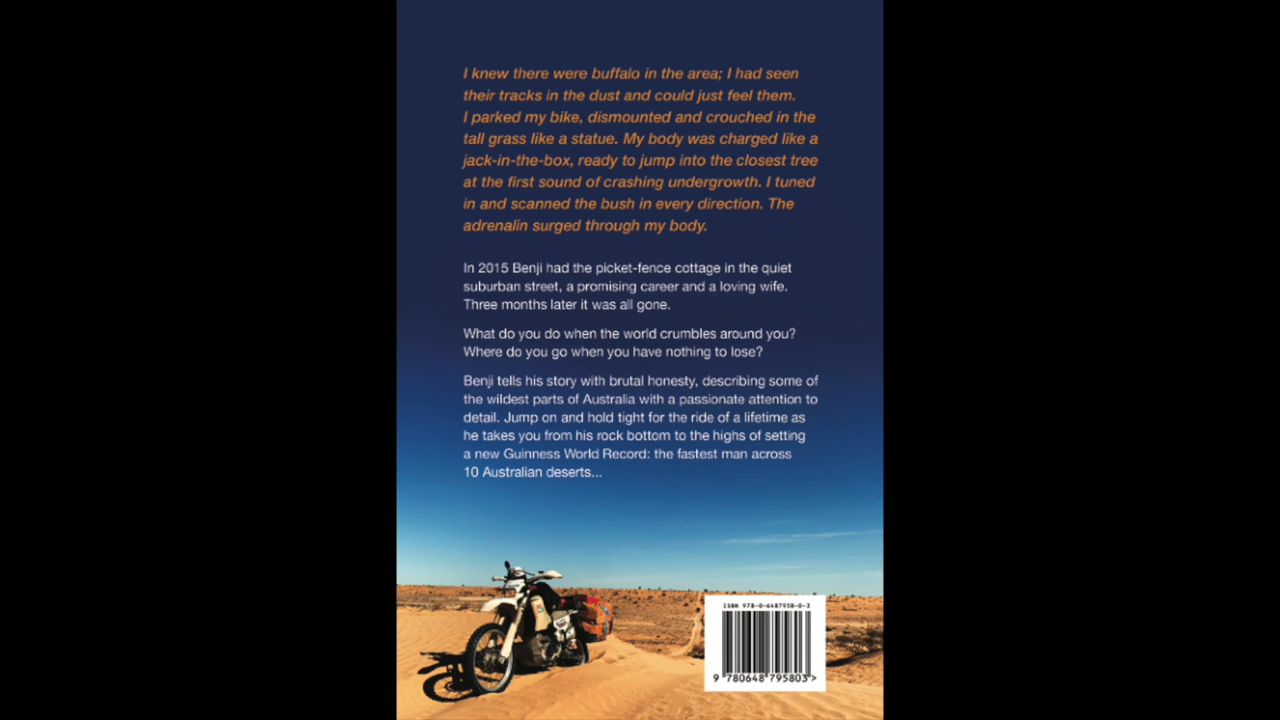 I knew there were buffalo in the area; I had seen
their tracks in the dust and could just feel them.
I parked my bike, dismounted and crouched in the
tall grass like a statue. My body was charged like a
jack-in-the-box, ready to jump into the closest tree
at the first sound of crashing undergrowth. I tuned
in and scanned the bush in every direction. The
adrenalin surged through my body.
In 2015 Benji had the picket-fence cottage in the quiet
suburban street, a promising career and a loving wife.
Three months later it was all gone.
What do you do when the world crumbles around you?
Where do you go when you have nothing to lose?
Benji tells his story with brutal honesty, describing some of
the wildest parts of Australia with a passionate attention to
detail. Jump on and hold tight for the ride of a lifetime as
he takes you from his rock bottom to the highs of setting
a new Guinness World Record: the fastest man across
10 Australian deserts...
ISBN 978-0-6487958-0-3
9 780648 795803 >